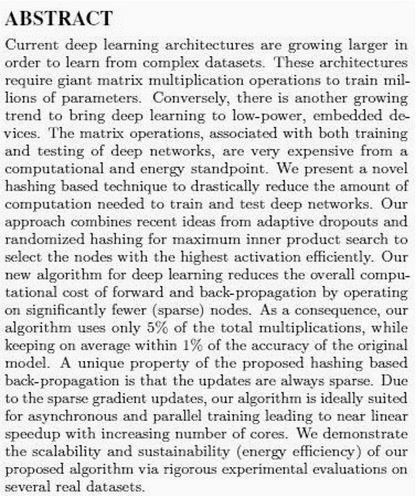 ABSTRACT
Current deep learning architectures are growing larger in
order to learn from complex datasets. These architectures
require giant matrix multiplication operations to train mil-
lions of parameters. Conversely, there is another growing
trend to bring deep learning to low-power, embedded de-
vices. The matrix operations, associated with both training
and testing of deep networks, are very expensive from a
computational and energy standpoint. We present a novel
hashing based technique to drastically reduce the amount of
computation needed to train and test deep networks. Our
approach combines recent ideas from adaptive dropouts and
randomized hashing for maximum inner product search to
select the nodes with the highest activation efficiently. Our
new algorithm for deep learning reduces the overall compu-
tational cost of forward and back-propagation by operating
on significantly fewer (sparse) nodes. As a consequence, our
algorithm uses only 5% of the total multiplications, while
keeping on average within 1% of the accuracy of the original
model. A unique property of the proposed hashing based
back-propagation is that the updates are always sparse. Due
to the sparse gradient updates, our algorithm is ideally suited
for asynchronous and parallel training leading to near linear
speedup with increasing number of cores. We demonstrate
the scalability and sustainability (energy efficiency) of our
proposed algorithm via rigorous experimental evaluations on
several real datasets.